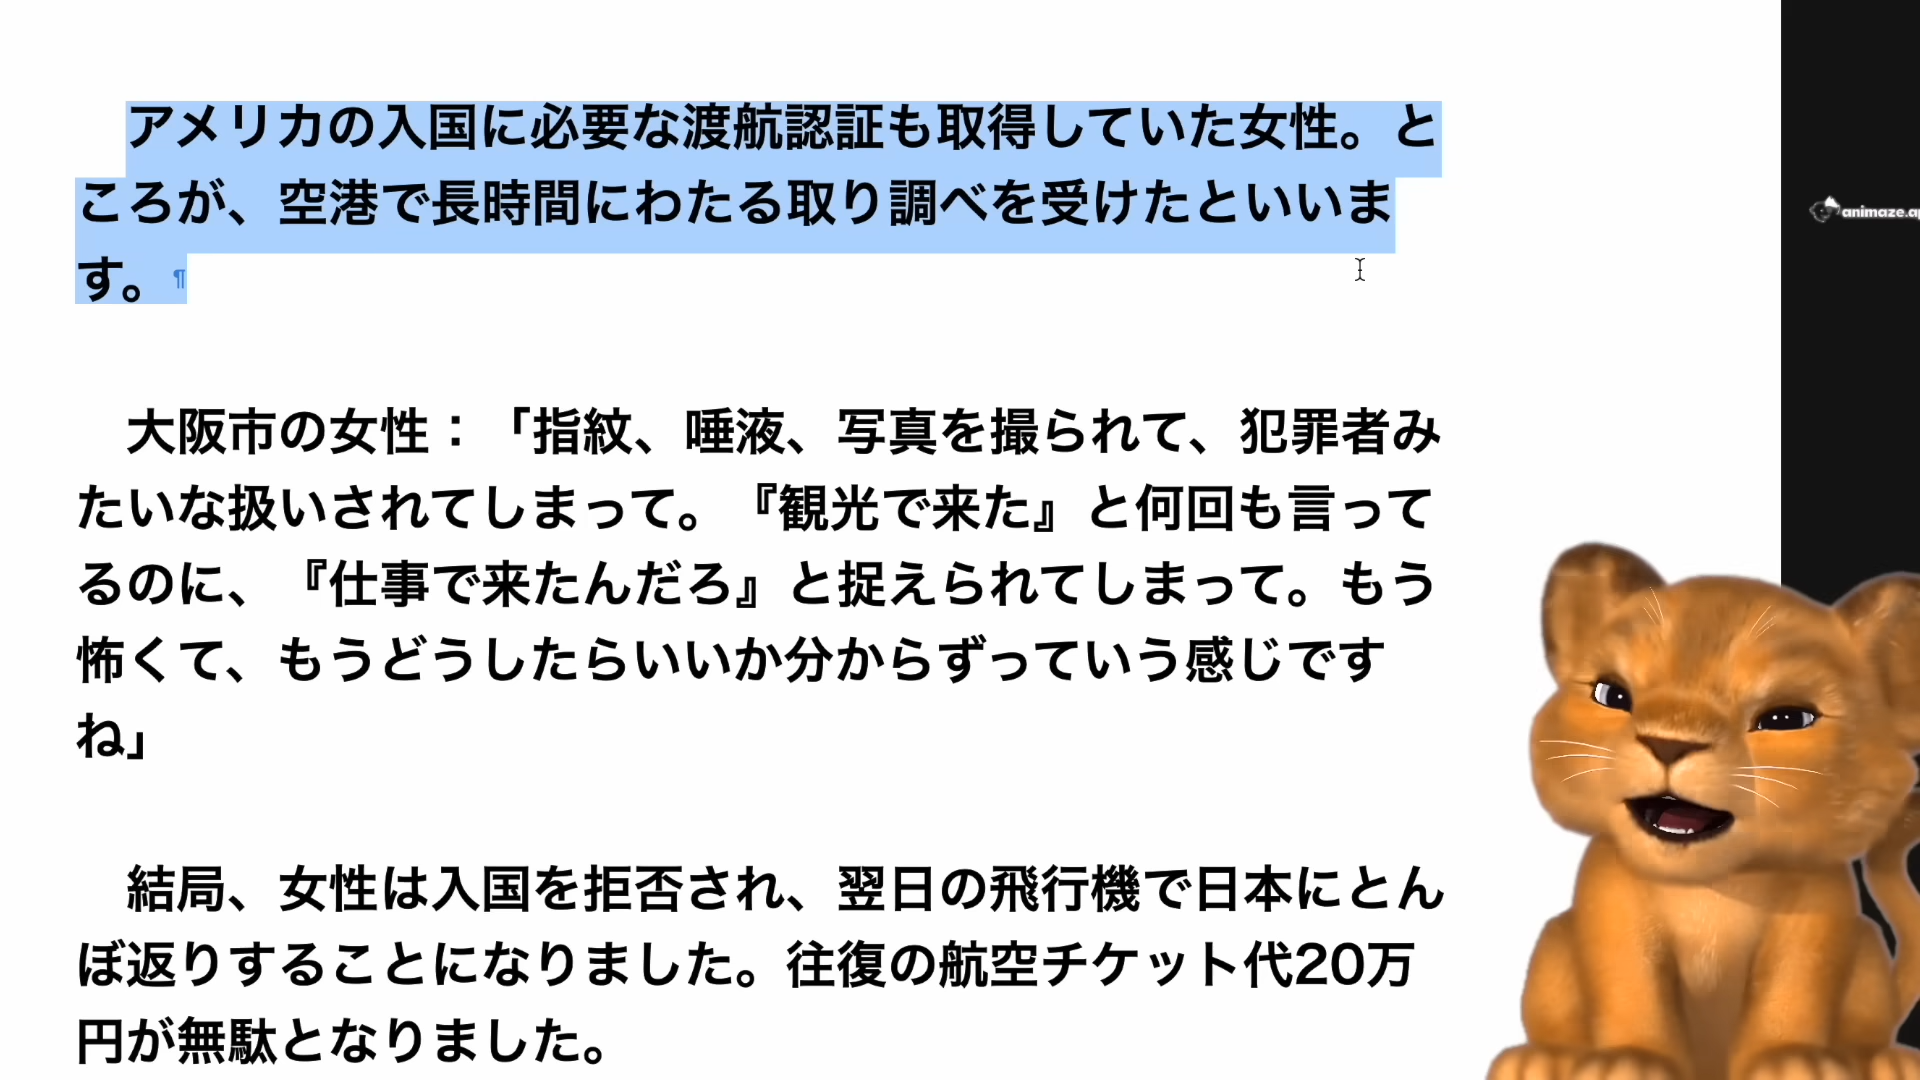 アメリカの入国に必要な渡航認証も取得していた女性。と
ころが、空港で長時間にわたる取り調べを受けたといいま
す。¶
大阪市の女性：「指紋、唾液、写真を撮られて、犯罪者み
たいな扱いされてしまって。『観光で来た』と何回も言って
るのに、『仕事で来たんだろ』と捉えられてしまって。もう
怖くて、もうどうしたらいいか分からずっていう感じです
ね」
結局、女性は入国を拒否され、翌日の飛行機で日本にとん
ぼ返りすることになりました。往復の航空チケット代20万
円が無駄となりました。
animaze.ap